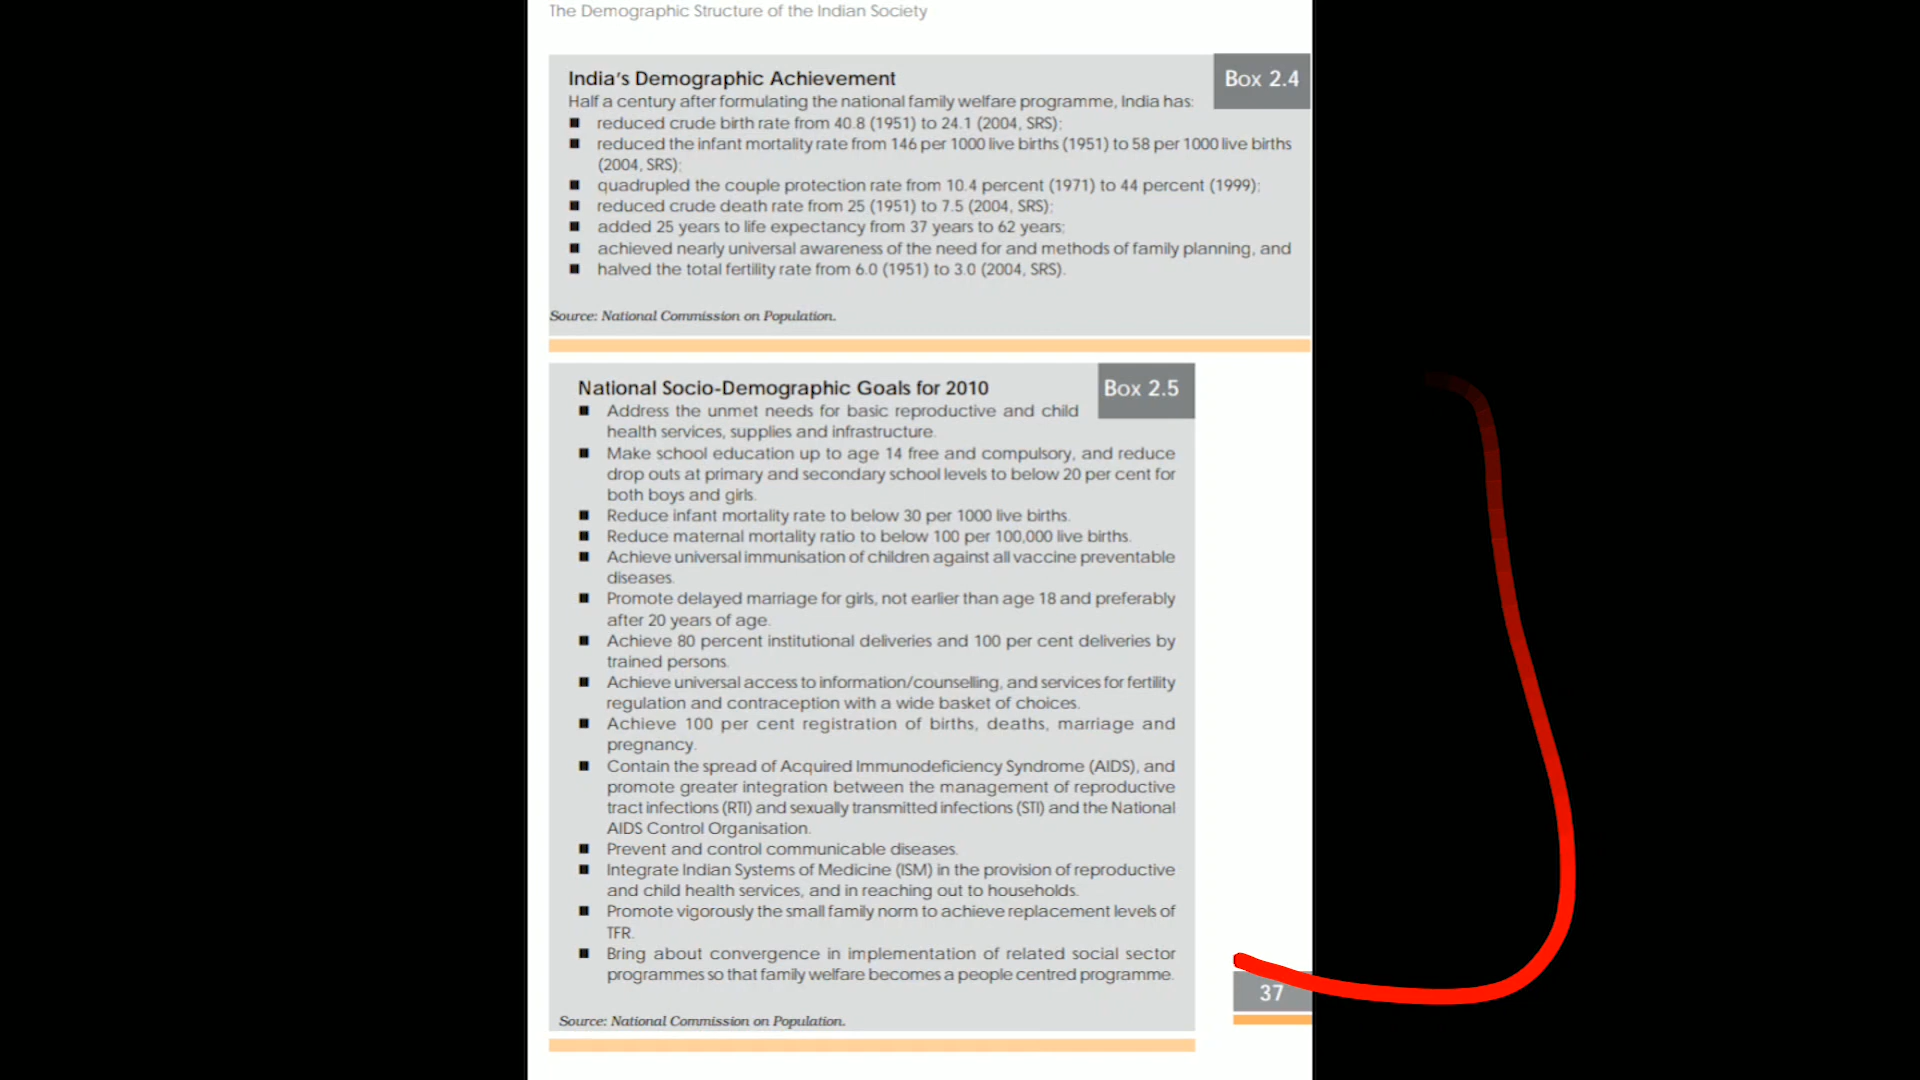 The Demographic Structure of the Indian Society
India's Demographic Achievement
Box 2.4
Half a century after formulating the national family welfare programme, India has:
reduced crude birth rate from 40.8 (1951) to 24.1 (2004, SRS);
reduced the infant mortality rate from 146 per 1000 live births (1951) to 58 per 1000 live births
(2004, SRS);
quadrupled the couple protection rate from 10.4 percent (1971) to 44 percent (1999);
reduced crude death rate from 25 (1951) to 7.5 (2004, SRS);
added 25 years to life expectancy from 37 years to 62 years;
achieved nearly universal awareness of the need for and methods of family planning, and
halved the total fertility rate from 6.0 (1951) to 3.0 (2004, SRS).
Source: National Commission on Population.
National Socio-Demographic Goals for 2010
Box 2.5
Address the unmet needs for basic reproductive and child
health services, supplies and infrastructure.
Make school education up to age 14 free and compulsory, and reduce
drop outs at primary and secondary school levels to below 20 per cent for
both boys and girls.
Reduce infant mortality rate to below 30 per 1000 live births.
Reduce maternal mortality ratio to below 100 per 100,000 live births.
Achieve universal immunisation of children against all vaccine preventable
diseases.
Promote delayed marriage for girls, not earlier than age 18 and preferably
after 20 years of age.
Achieve 80 percent institutional deliveries and 100 per cent deliveries by
trained persons.
Achieve universal access to information/counselling, and services for fertility
regulation and contraception with a wide basket of choices.
Achieve 100 per cent registration of births, deaths, marriage and
pregnancy.
Contain the spread of Acquired Immunodeficiency Syndrome (AIDS), and
promote greater integration between the management of reproductive
tract infections (RTI) and sexually transmitted infections (STI) and the National
AIDS Control Organisation.
Prevent and control communicable diseases.
Integrate Indian Systems of Medicine (ISM) in the provision of reproductive
and child health services, and in reaching out to households.
Promote vigorously the small family norm to achieve replacement levels of
TFR.
Bring about convergence in implementation of related social sector
programmes so that family welfare becomes a people centred programme.
Source: National Commission on Population.
37